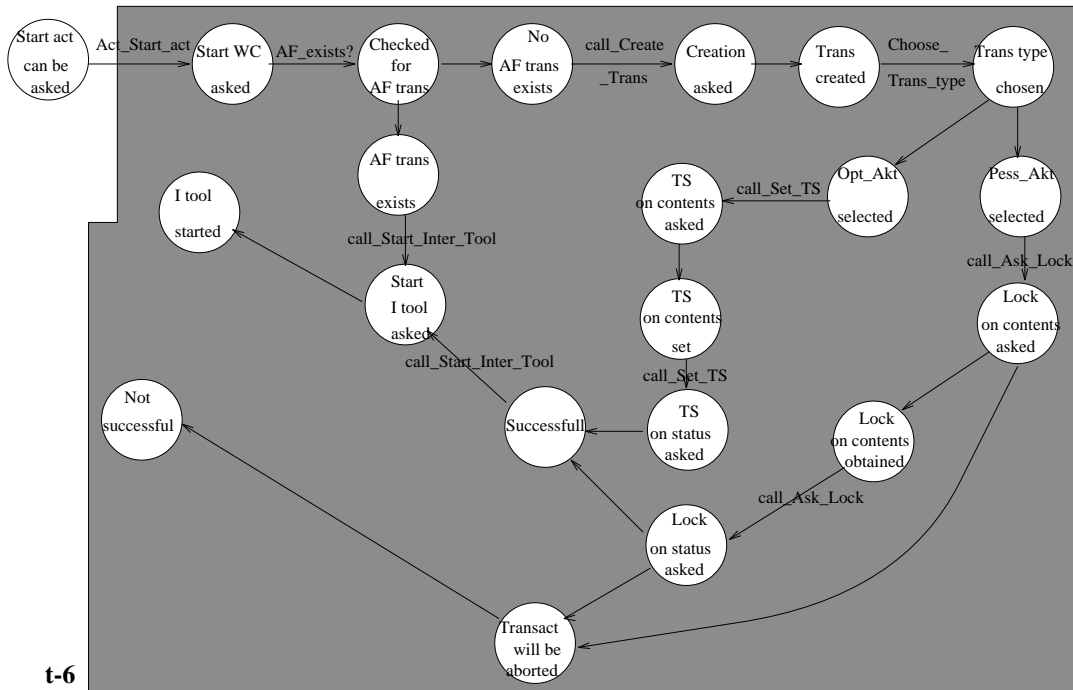 Start act
can be
asked
Act_Start_act
Start WC
asked
AF_exists?
Checked
for
AF trans
No
AF trans
exists
call_Create
_Trans
Creation
asked
Trans
created
Choose_
Trans_type
Trans type
chosen
AF trans
exists
I tool
started
call_Start_Inter_Tool
Start
I tool
asked
TS
on contents
asked
call_Set_TS
Opt_Akt
selected
Pess_Akt
selected
call_Ask_Lock
Lock
on contents
asked
TS
on contents
set
call_Set_TS
call_Start_Inter_Tool
Not
successful
Successfull
TS
on status
asked
Lock
on contents
obtained
call_Ask_Lock
Lock
on status
asked
Transact
will be
aborted
t-6